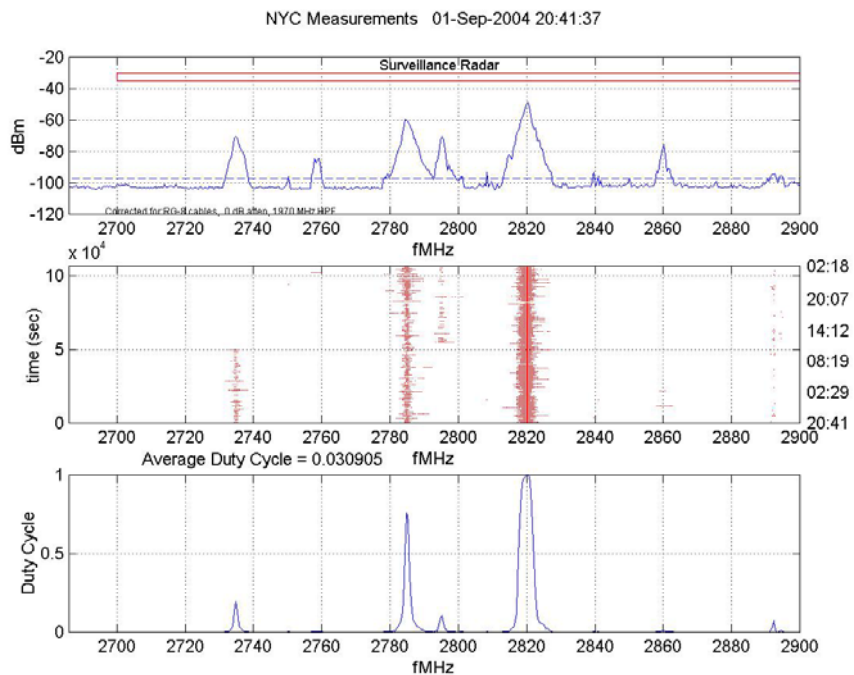 NYC Measurements 01-Sep-2004 20:41:37
Surveillance Radar
-20
-40
-60
-80
-100
-120
dBm
Corrected for RG-8 cables, 0 dB atten, 1970 MHz HPF
2700 2720 2740 2760 2780 2800 2820 2840 2860 2880 2900
fMHz
x 10^4
10
5
0
time (sec)
02:18
20:07
14:12
08:19
02:29
20:41
2700 2720 2740 2760 2780 2800 2820 2840 2860 2880 2900
Average Duty Cycle = 0.030905 fMHz
1
0.5
0
Duty Cycle
2700 2720 2740 2760 2780 2800 2820 2840 2860 2880 2900
fMHz